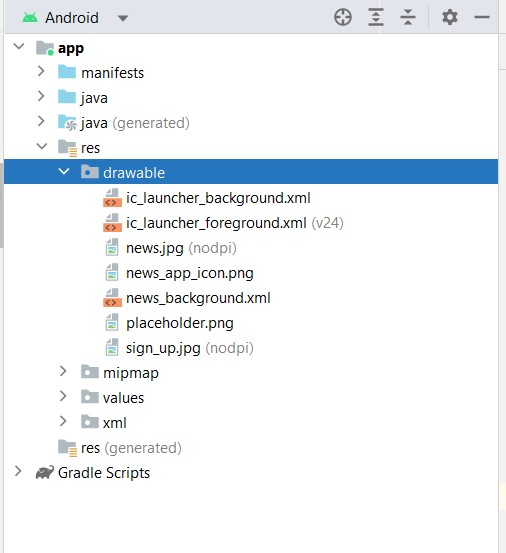 Android
app
manifests
java
java (generated)
res
drawable
ic_launcher_background.xml
ic_launcher_foreground.xml (v24)
news.jpg (nodpi)
news_app_icon.png
news_background.xml
placeholder.png
sign_up.jpg (nodpi)
mipmap
values
xml
res (generated)
Gradle Scripts